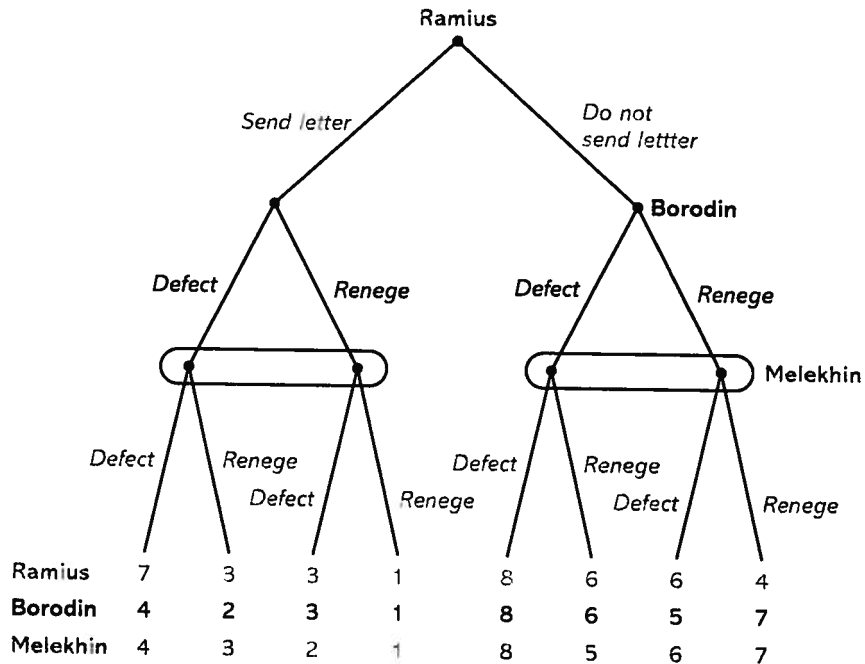 Ramius
Send letter
Do not
send lettter
Borodin
Defect Renege Defect Renege
Melekhin
Defect Renege Defect Renege Defect Renege Defect Renege
Ramius 7 3 3 1 8 6 6 4
Borodin 4 2 3 1 8 6 5 7
Melekhin 4 3 2 1 8 5 6 7